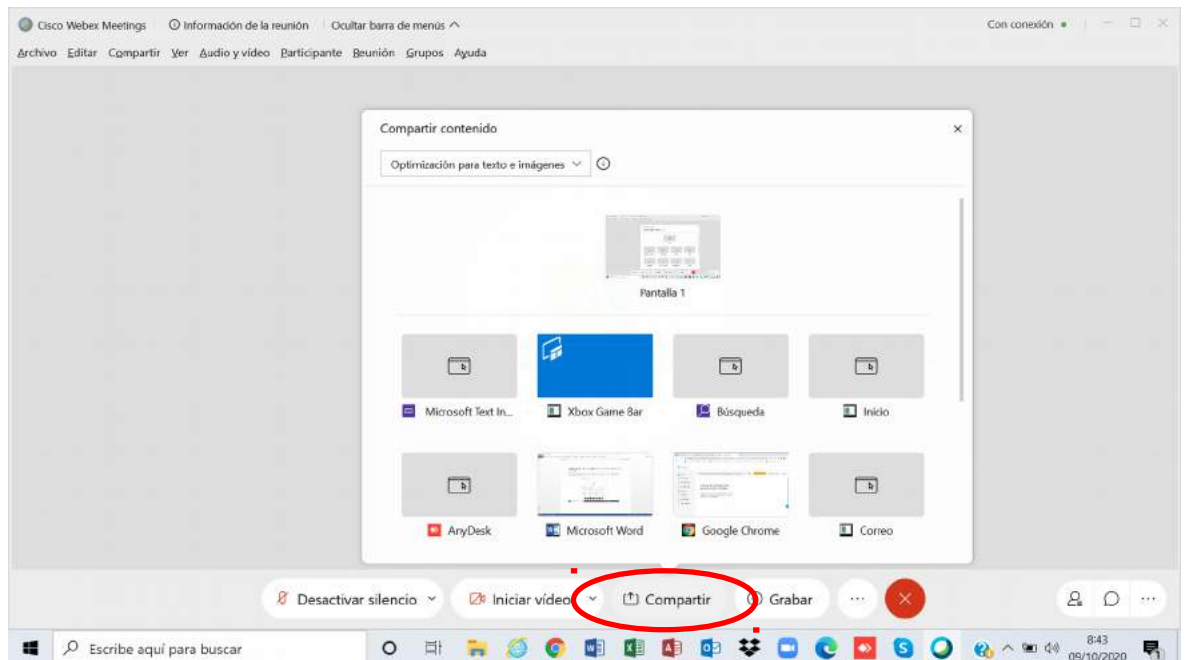 Cisco Webex Meetings Información de la reunión Ocultar barra de menús Con conexión
Archivo Editar Compartir Ver Audio y vídeo Participante Reunión Grupos Ayuda
Compartir contenido
Optimización para texto e imágenes
Pantalla 1
Microsoft Text In... Xbox Game Bar Búsqueda Inicio
AnyDesk Microsoft Word Google Chrome Correo
Desactivar silencio Iniciar vídeo Compartir Grabar
Escribe aquí para buscar
8:43
09/10/2020